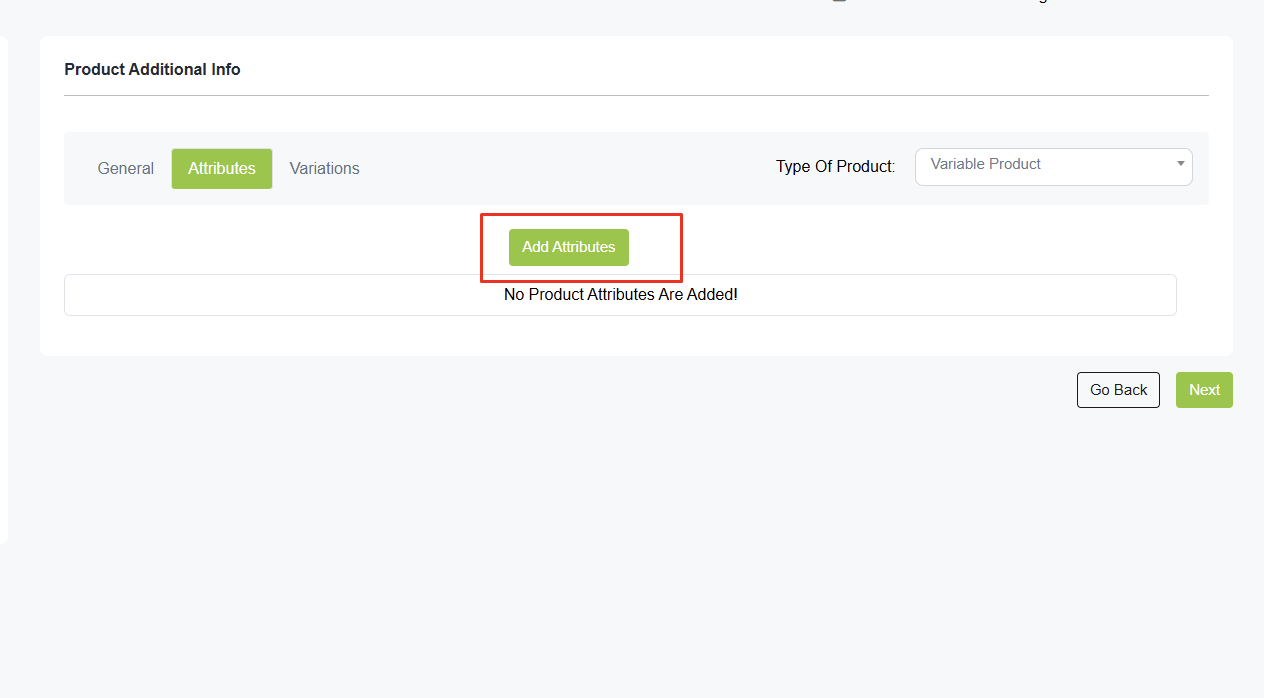 Product Additional Info
General Attributes Variations Type Of Product: Variable Product
Add Attributes
No Product Attributes Are Added!
Go Back Next